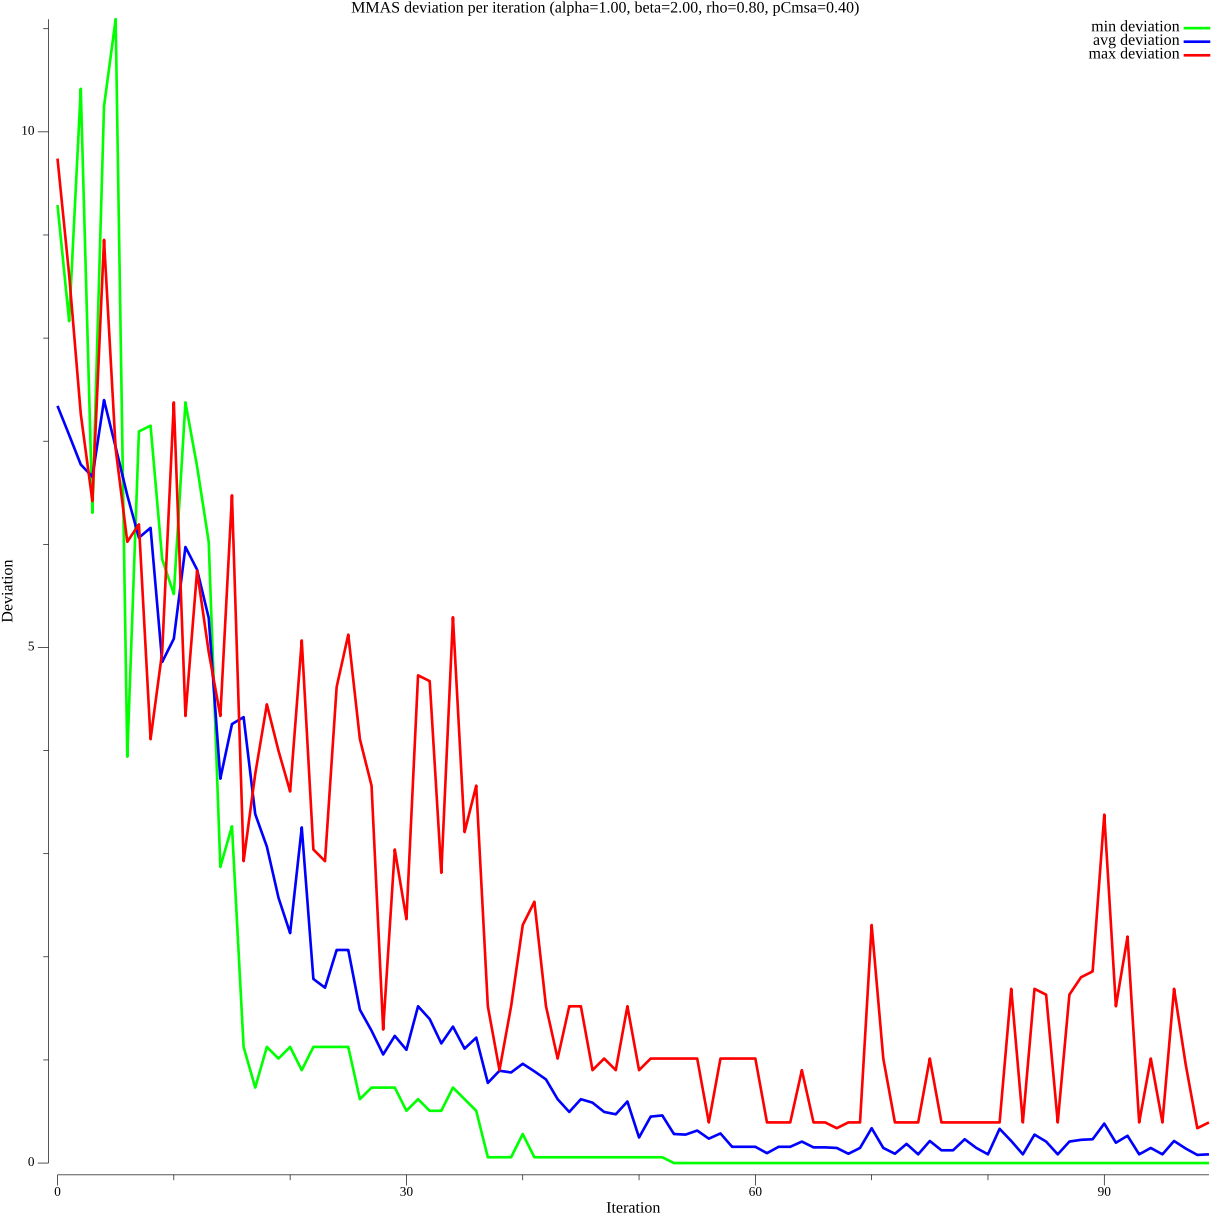 MMAS deviation per iteration (alpha=1.00, beta=2.00, rho=0.80, pCmsa=0.40)
min deviation
avg deviation
max deviation
10
5
0
Deviation
0 30 60 90
Iteration